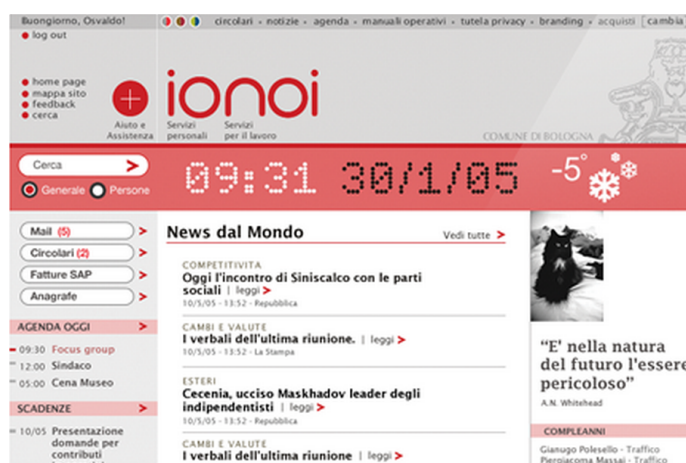 Buongiorno, Osvaldo!
circolari - notizie - agenda - manuali operativi - tutela privacy - branding - acquisti [cambia
log out
home page
mappa sito
feedback
cerca
Aiuto e
Assistenza
ionoi
Servizi
personali
Servizi
per il lavoro
COMUNE DI BOLOGNA
Cerca
Generale
Persone
09:31 30/1/05
-5°
Mail (5)
Circolari (2)
Fatture SAP
Anagrafe
AGENDA OGGI
09:30 Focus group
12:00 Sindaco
05:00 Cena Museo
SCADENZE
10/05 Presentazione
domande per
contributi
News dal Mondo
Vedi tutte
COMPETITIVITA
Oggi l'incontro di Siniscalco con le parti
sociali | leggi
10/5/05 - 13:52 - Repubblica
CAMBI E VALUTE
I verbali dell'ultima riunione. | leggi
10/5/05 - 13:52 - La Stampa
ESTERI
Cecenia, ucciso Maskhadov leader degli
indipendentisti | leggi
10/5/05 - 13:52 - Repubblica
CAMBI E VALUTE
I verbali dell'ultima riunione | leggi
“E' nella natura
del futuro l'essere
pericoloso”
A.N. Whitehead
COMPLEANNI
Gianugo Polesello - Traffico
Piergiacoma Massai - Traffico